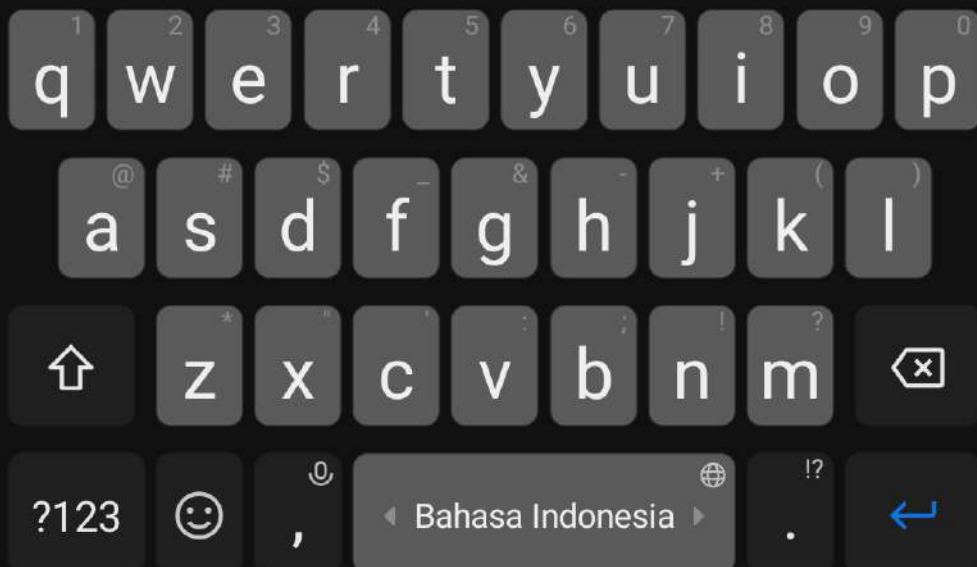 1 2 3 4 5 6 7 8 9 0
q w e r t y u i o p
@ # $ _ & - + ( )
a s d f g h j k l
* " ' : ; ! ?
z x c v b n m
!?
?123 , Bahasa Indonesia .